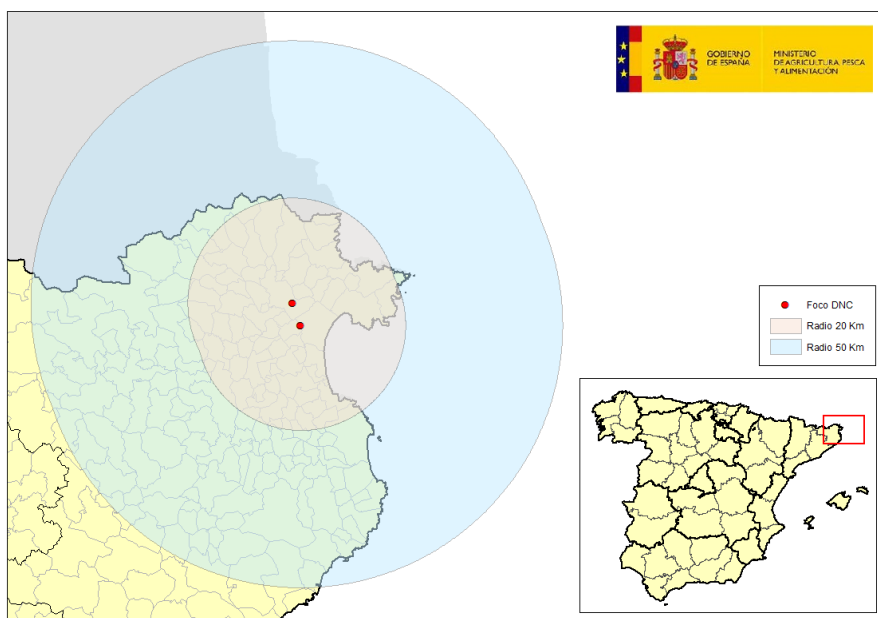 GOBIERNO
DE ESPAÑA
MINISTERIO
DE AGRICULTURA, PESCA
Y ALIMENTACIÓN
Foco DNC
Radio 20 Km
Radio 50 Km